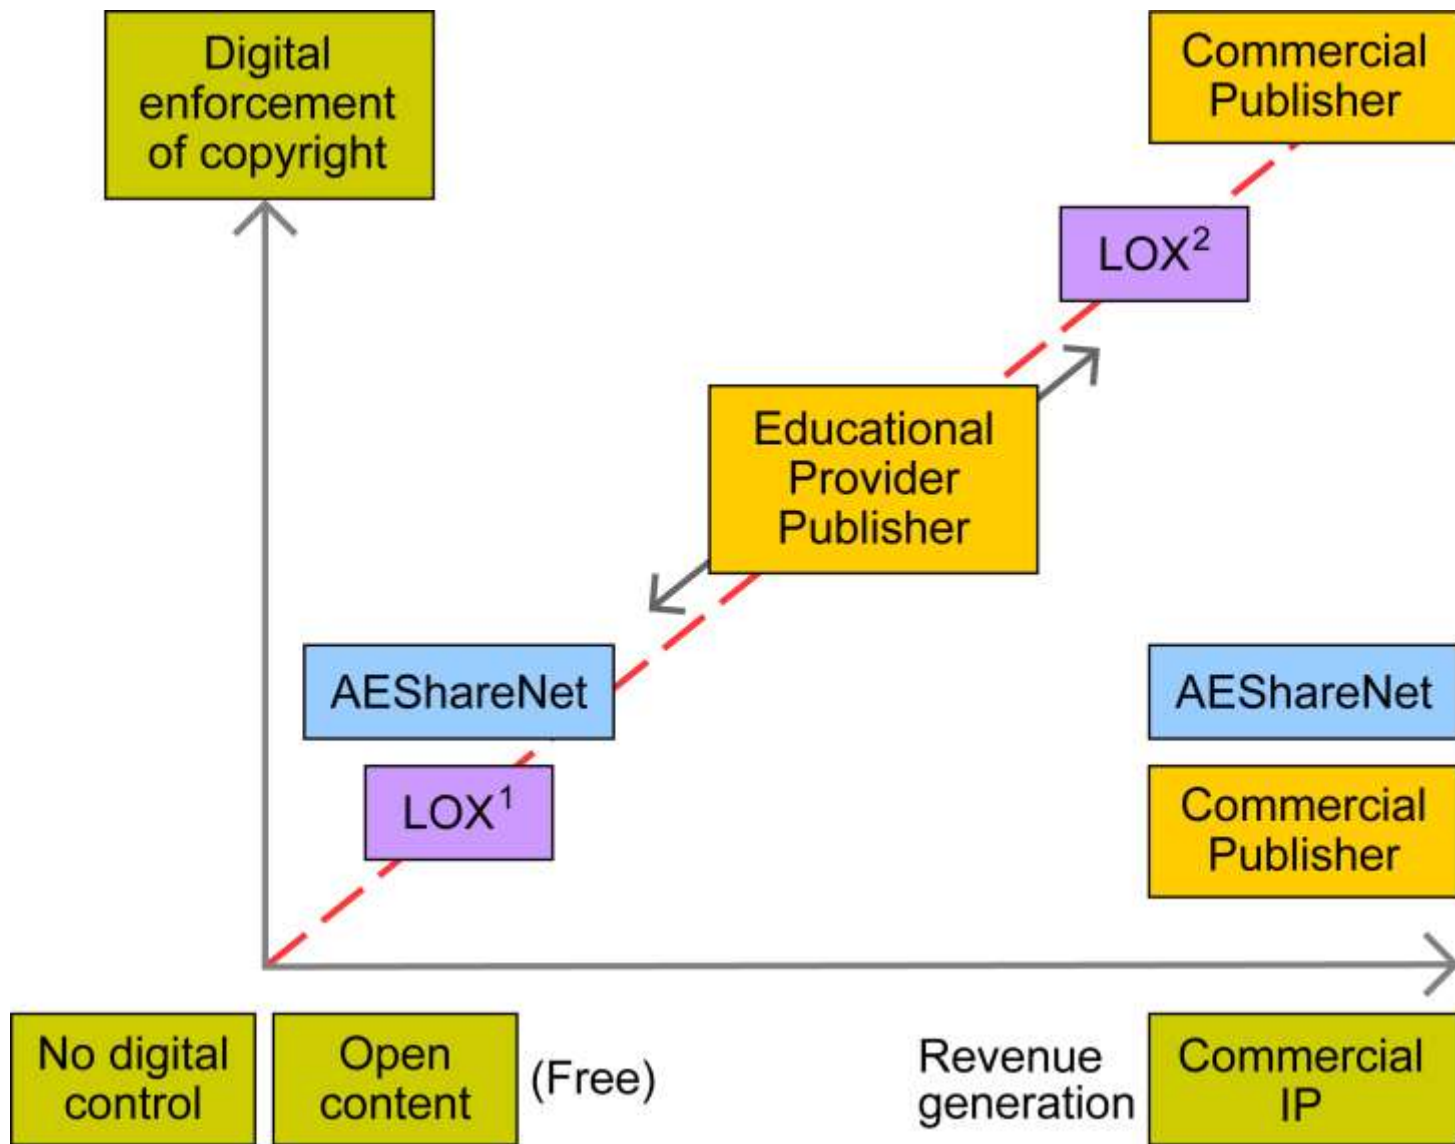 Digital
enforcement
of copyright
Commercial
Publisher
LOX²
Educational
Provider
Publisher
AEShareNet
AEShareNet
LOX¹
Commercial
Publisher
No digital
control
Open
content
(Free)
Revenue
generation
Commercial
IP